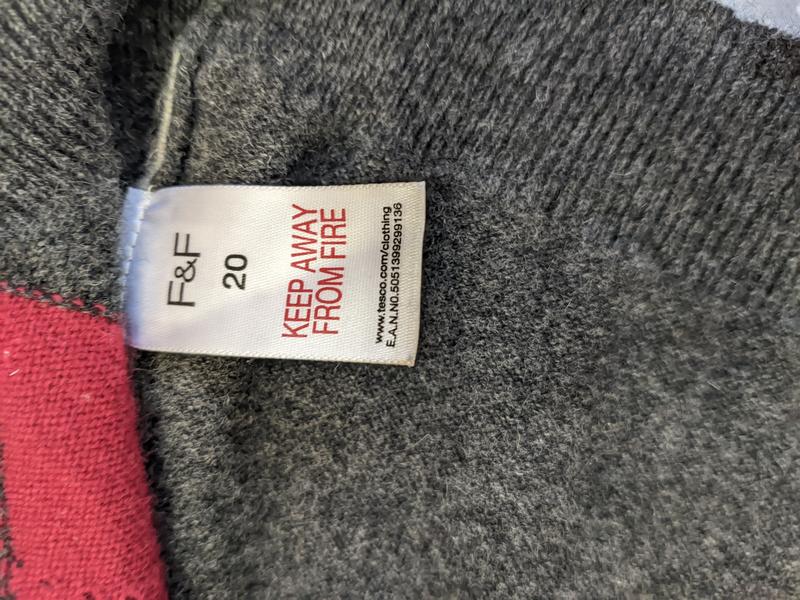 F&F
20
KEEP AWAY
FROM FIRE
www.tesco.com/clothing
E.A.N.NO.5051399299136